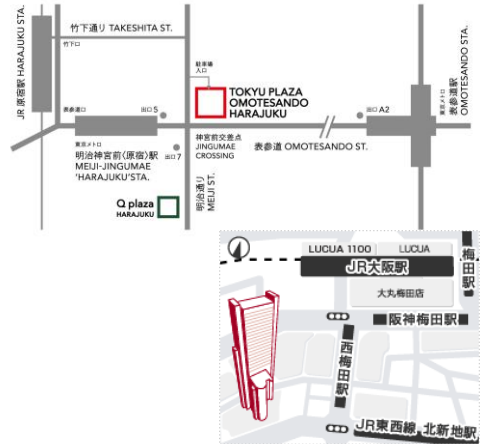 JR 原宿駅 HARAJUKU STA.
竹下通り TAKESHITA ST.
竹下口
駐車場
入口
TOKYU PLAZA
OMOTESANDO
HARAJUKU
表参道口
出口 5
出口 A2
東京メトロ
表参道駅
OMOTESANDO STA.
東京メトロ
明治神宮前〈原宿〉駅
MEIJI-JINGUMAE
'HARAJUKU'STA.
出口 7
神宮前交差点
JINGUMAE
CROSSING
表参道 OMOTESANDO ST.
明治通り
MEIJI ST.
Q plaza
HARAJUKU
LUCUA 1100
LUCUA
JR大阪駅
梅田駅
大丸梅田店
阪神梅田駅
西梅田駅
JR東西線 北新地駅